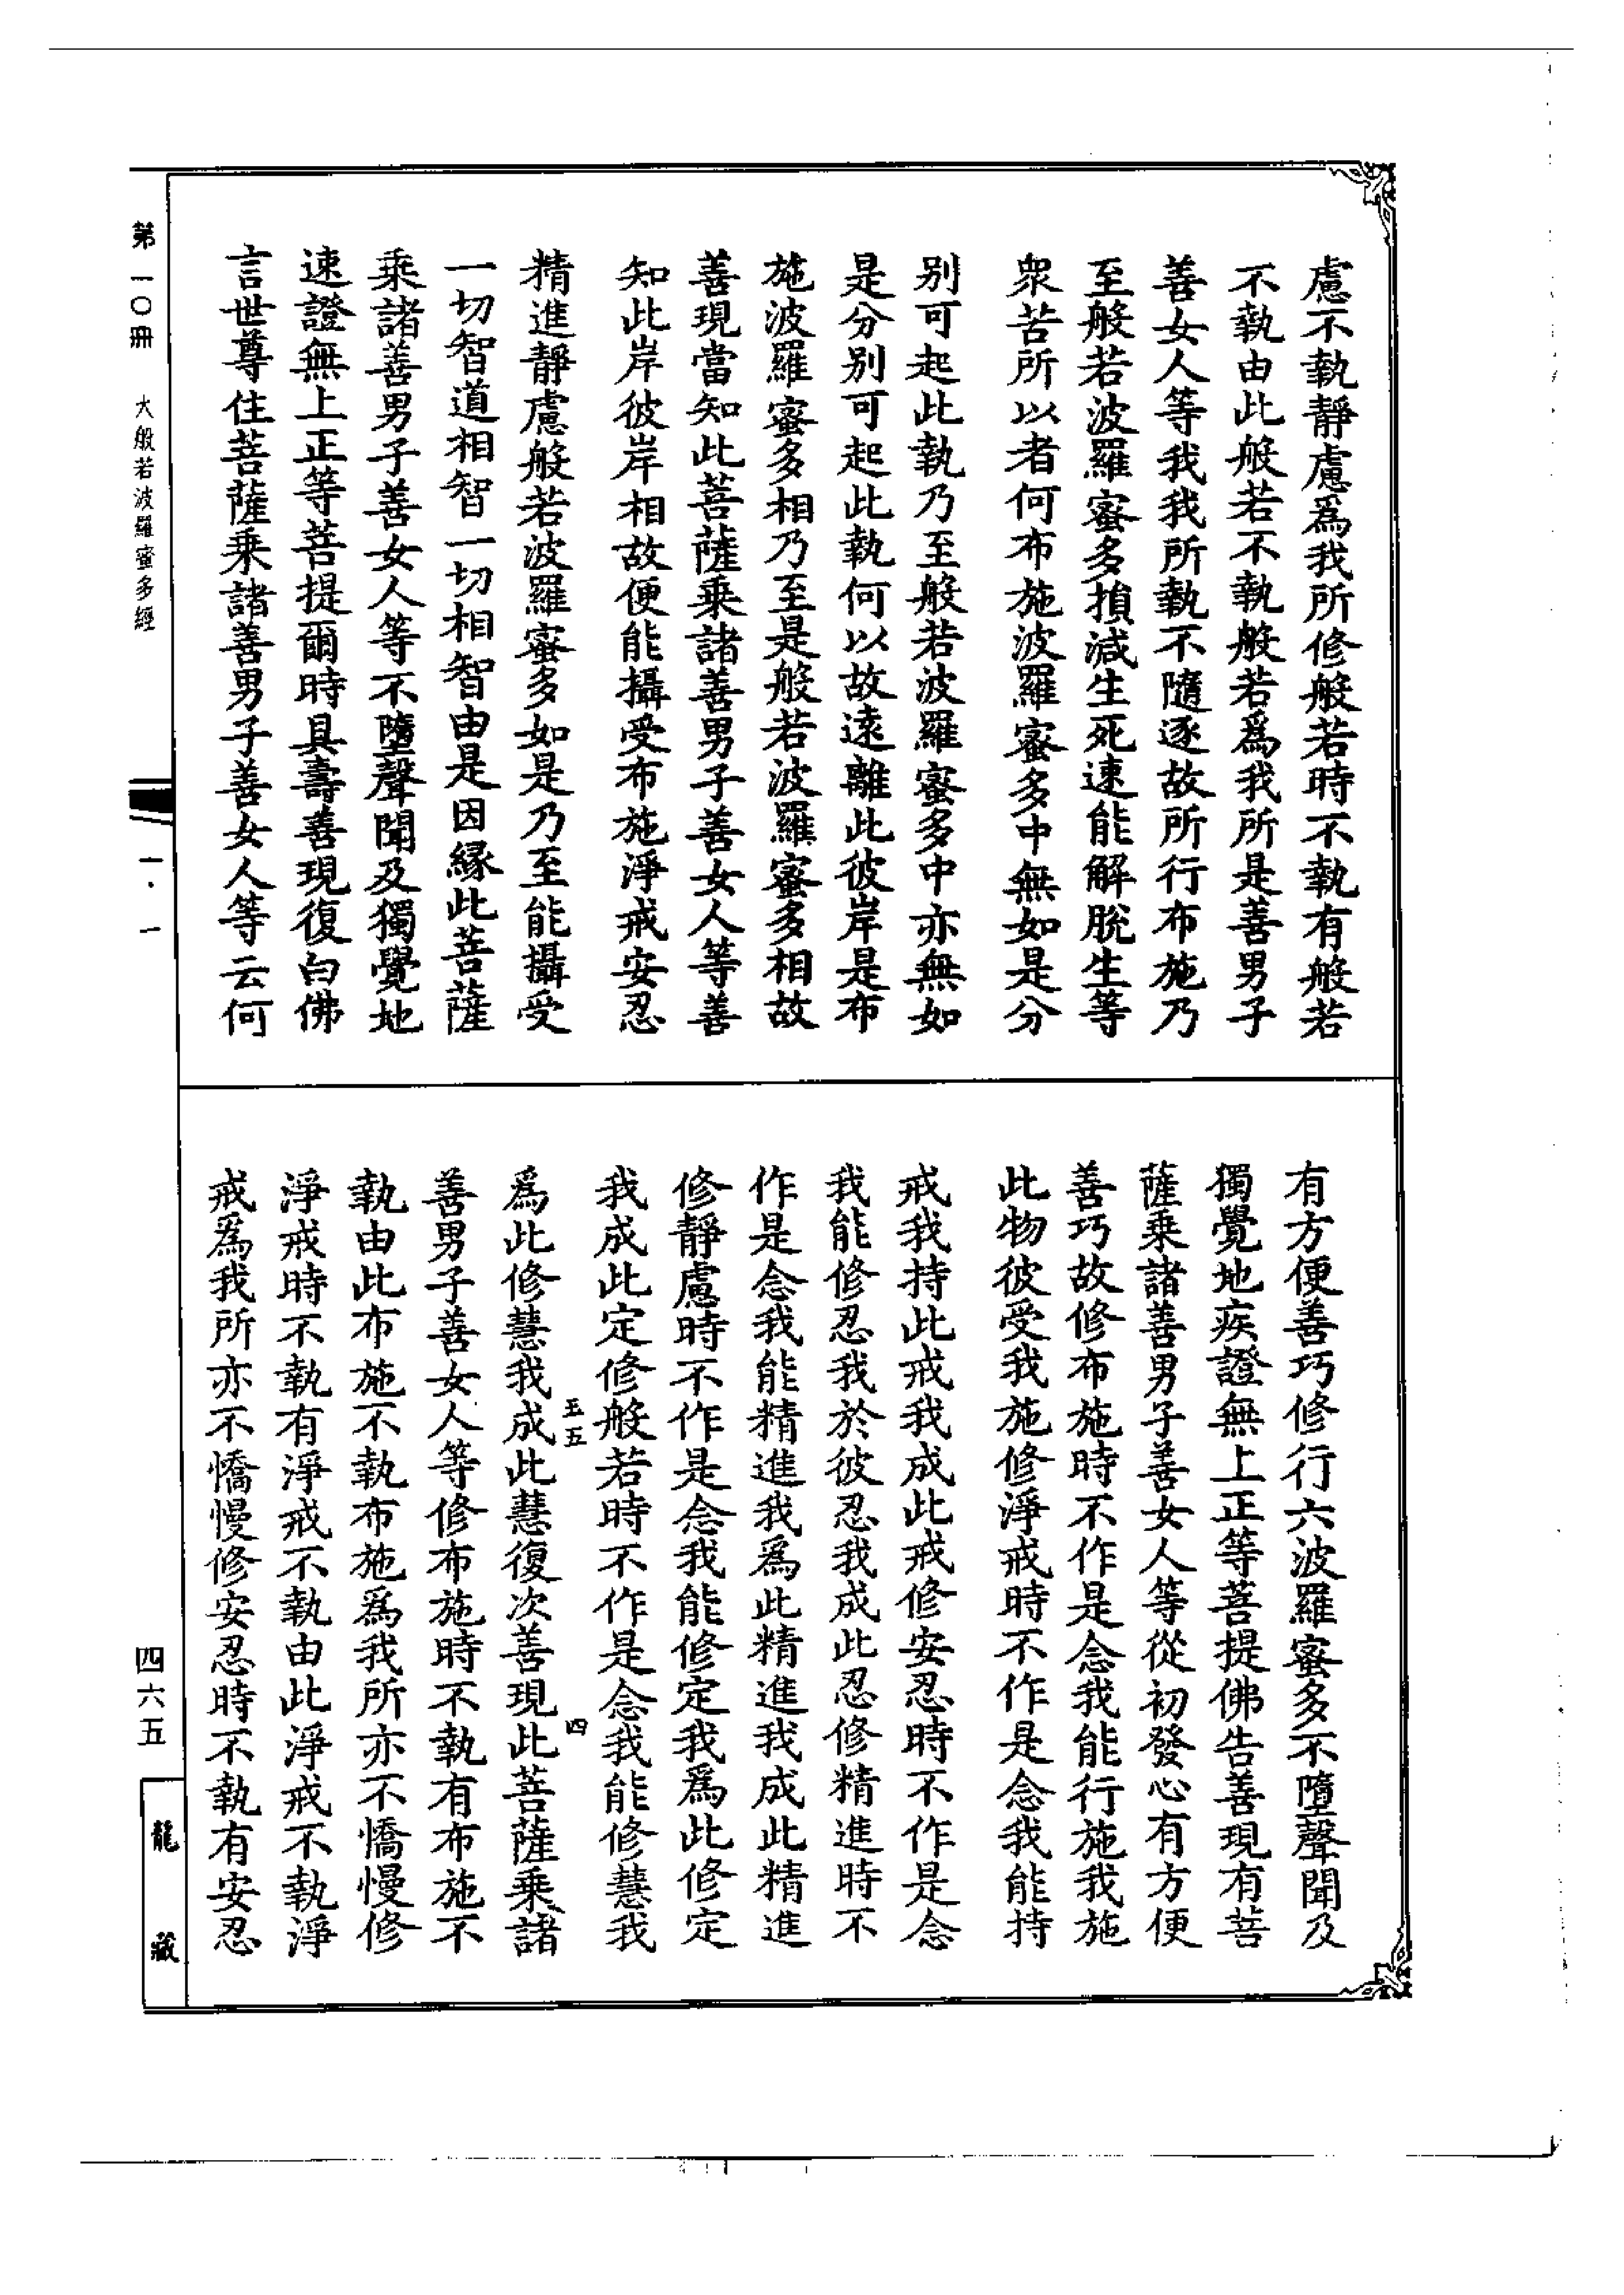 慮不執靜慮爲我所修般若時不執有般若
不執由此般若不執般若爲我所是善男子
善女人等我我所執不隨逐故所行布施乃
至般若波羅蜜多損減生死速能解脫生等
衆苦所以者何布施波羅蜜多中無如是分
别可起此執乃至般若波羅蜜多中亦無如
是分别可起此執何以故遠離此彼岸是布
施波羅蜜多相乃至是般若波羅蜜多相故
善現當知此菩薩乗諸善男子善女人等善
知此岸彼岸相故便能攝受布施淨戒安忍
精進靜慮般若波羅蜜多如是乃至能攝受
一切智道相智一切相智由是因緣此菩薩
乗諸善男子善女人等不墮聲聞及獨覺地
速證無上正等菩提爾時具壽善現復白佛
言世尊住菩薩乗諸善男子善女人等云何
有方便善巧修行六波羅蜜多不墮聲聞及
獨覺地疾證無上正等菩提佛告善現有菩
薩乗諸善男子善女人等從初發心有方便
善巧故修布施時不作是念我能行施我施
此物彼受我施修淨戒時不作是念我能持
戒我持此戒我成此戒修安忍時不作是念
我能修忍我於彼忍我成此忍修精進時不
作是念我能精進我爲此精進我成此精進
修靜慮時不作是念我能修定我爲此修定
我成此定修般若時不作是念我能修慧我
爲此修慧我成此慧復次善現此菩薩乗諸
五五
四
善男子善女人等修布施時不執有布施不
執由此布施不執布施爲我所亦不憍慢修
淨戒時不執有淨戒不執由此淨戒不執淨
戒爲我所亦不憍慢修安忍時不執有安忍
第一〇冊
大般若波羅蜜多經
一·一
四六五
龍藏